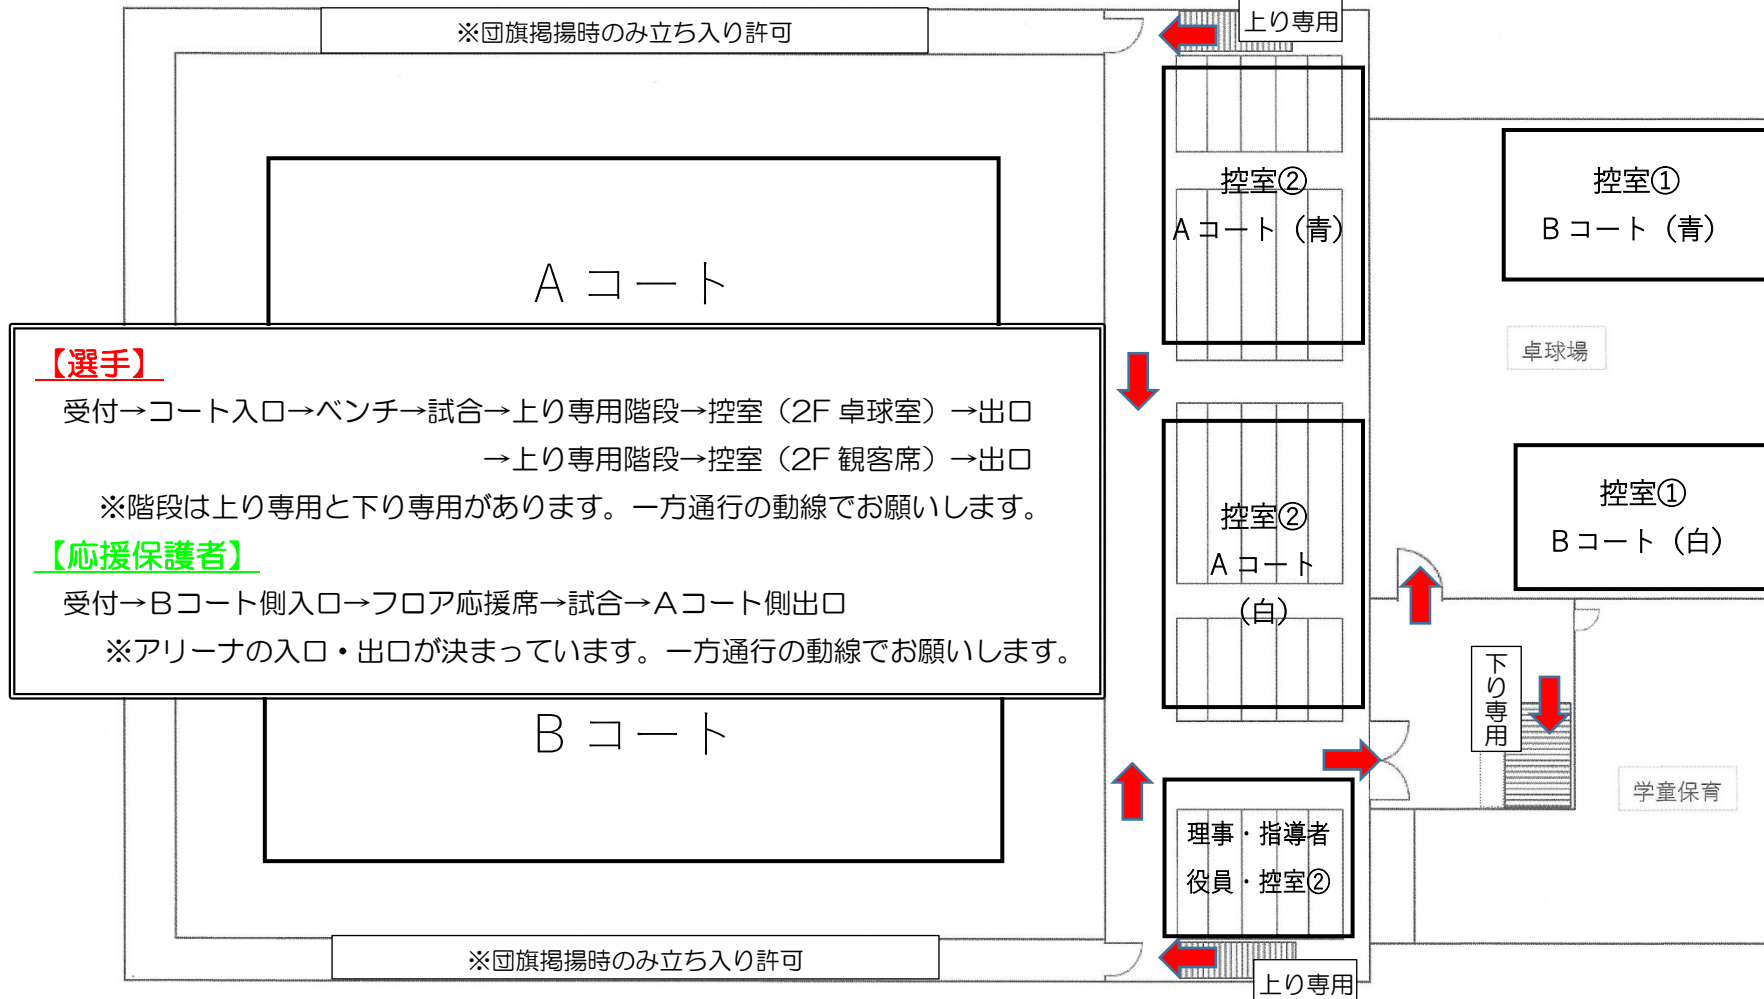 ※団旗掲揚時のみ立ち入り許可
上り専用
控室②
Aコート（青）
控室①
Bコート（青）
Aコート
卓球場
【選手】
受付→コート入口→ベンチ→試合→上り専用階段→控室（2F 卓球室）→出口
→上り専用階段→控室（2F 観客席）→出口
※階段は上り専用と下り専用があります。一方通行の動線でお願いします。
【応援保護者】
受付→Bコート側入口→フロア応援席→試合→Aコート側出口
※アリーナの入口・出口が決まっています。一方通行の動線でお願いします。
控室②
Aコート
（白）
控室①
Bコート（白）
下り専用
Bコート
学童保育
理事・指導者
役員・控室②
※団旗掲揚時のみ立ち入り許可
上り専用